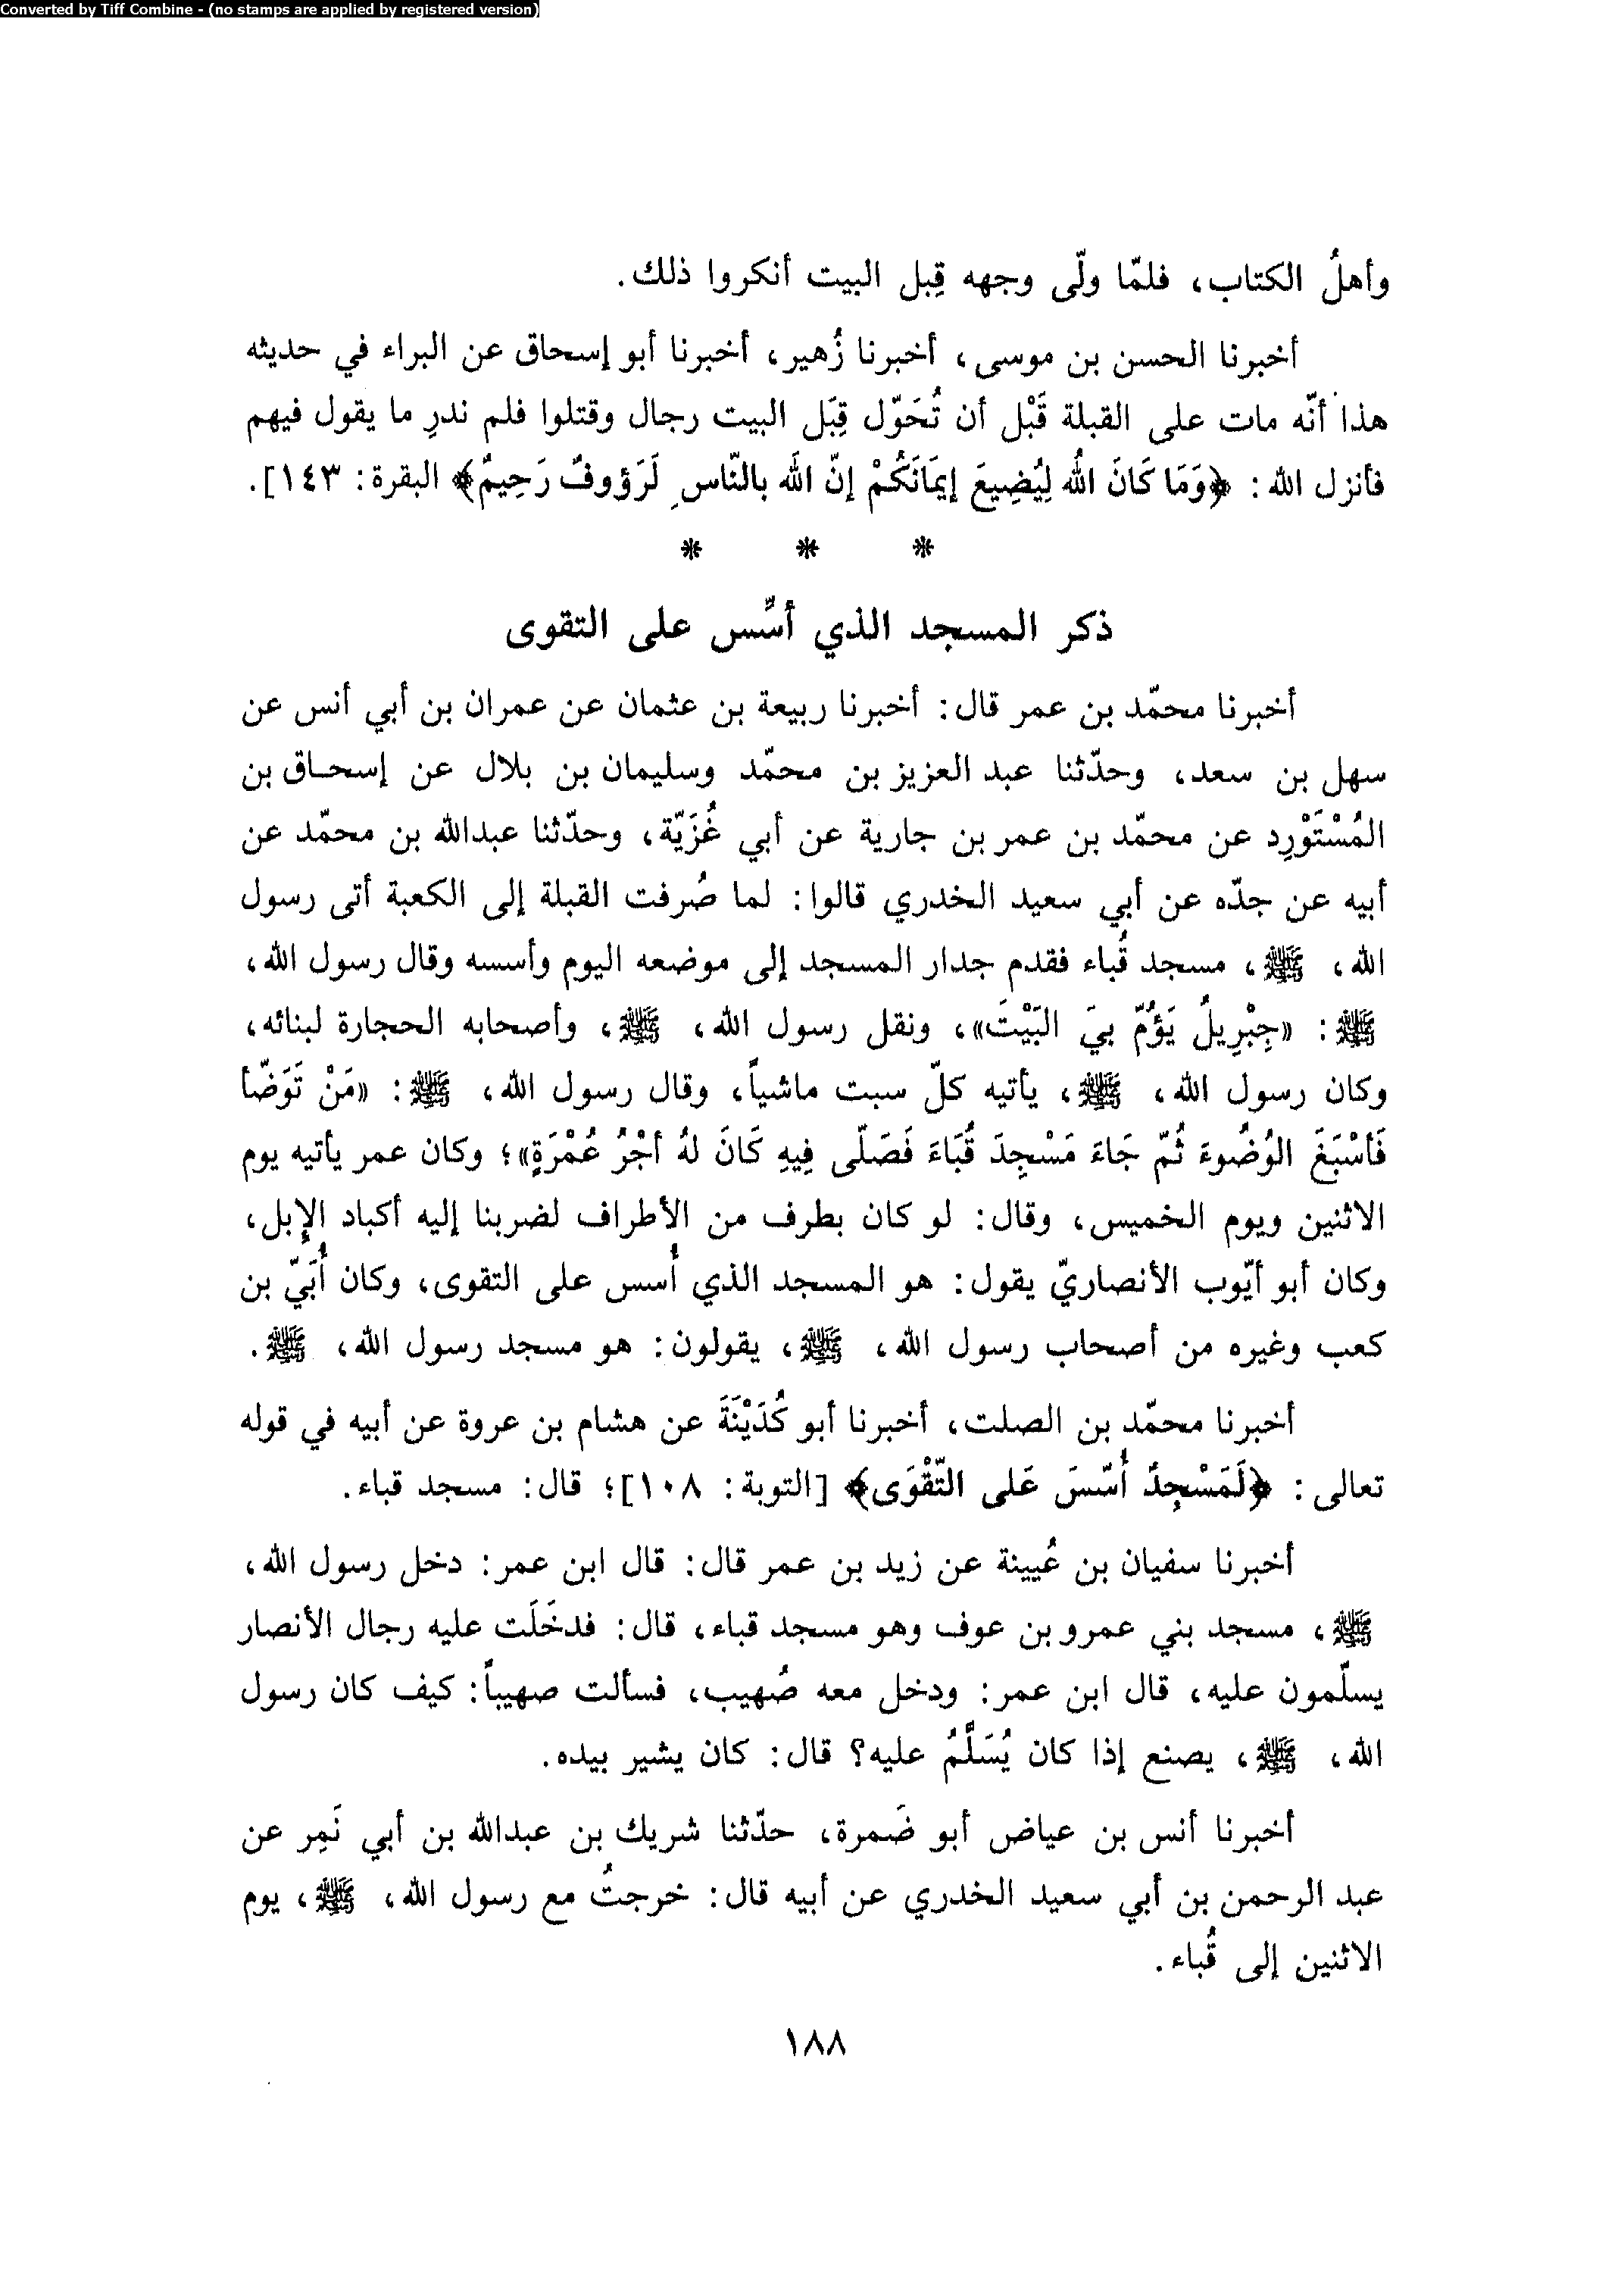 Converted by Tiff Combine - (no stamps are applied by registered version)
وأهلُ الكتاب، فلمّا ولّى وجهه قِبل البيت أنكروا ذلك.
أخبرنا الحسن بن موسى، أخبرنا زُهير، أخبرنا أبو إسحاق عن البراء في حديثه
هذا أنّه مات على القبلة قَبْل أن تُحَوّل قِبَل البيت رجال وقتلوا فلم ندرِ ما يقول فيهم
فأنزل الله: ﴿وَمَا كَانَ اللُّه لِيُضِيعَ إيمَانَكُمْ إنّ اللَّه بالنّاسِ لَرَؤوفٌ رَحِيمٌ﴾ البقرة: ١٤٣].
* * *
ذكر المسجد الذي أسِّس على التقوى
أخبرنا محمّد بن عمر قال: أخبرنا ربيعة بن عثمان عن عمران بن أبي أنس عن
سهل بن سعد، وحدّثنا عبد العزيز بن محمّد وسليمان بن بلال عن إسحاق بن
المُسْتَوْرِد عن محمّد بن عمر بن جارية عن أبي غُزَيّة، وحدّثنا عبدالله بن محمّد عن
أبيه عن جدّه عن أبي سعيد الخدري قالوا: لما صُرفت القبلة إلى الكعبة أتى رسول
الله، ﷺ، مسجد قُباء فقدم جدار المسجد إلى موضعه اليوم وأسسه وقال رسول الله،
ﷺ: «جِبْرِيلُ يَؤُمّ بيَ البَيْتَ»، ونقل رسول الله، ﷺ، وأصحابه الحجارة لبنائه،
وكان رسول الله، ﷺ، يأتيه كلّ سبت ماشياً، وقال رسول الله، ﷺ: «مَنْ تَوَضّأ
فَأسْبَغَ الوُضُوءَ ثُمّ جَاءَ مَسْجِدَ قُبَاءَ فَصَلّى فِيهِ كَانَ لهُ أجْرُ عُمْرَةٍ»؛ وكان عمر يأتيه يوم
الاثنين ويوم الخميس، وقال: لو كان بطرف من الأطراف لضربنا إليه أكباد الإِبل،
وكان أبو أيّوب الأنصاريّ يقول: هو المسجد الذي أُسس على التقوى، وكان أُبَيّ بن
كعب وغيره من أصحاب رسول الله، ﷺ، يقولون: هو مسجد رسول الله، ﷺ.
أخبرنا محمّد بن الصلت، أخبرنا أبو كُدَيْنَةَ عن هشام بن عروة عن أبيه في قوله
تعالى: ﴿لَمَسْجِدٌ أُسّسَ عَلى التّقْوَى﴾ [التوبة: ١٠٨]؛ قال: مسجد قباء.
أخبرنا سفيان بن عُيينة عن زيد بن عمر قال: قال ابن عمر: دخل رسول الله،
ﷺ، مسجد بني عمرو بن عوف وهو مسجد قباء، قال: فدخَلَت عليه رجال الأنصار
يسلّمون عليه، قال ابن عمر: ودخل معه صُهيب، فسألت صهيباً: كيف كان رسول
الله، ﷺ، يصنع إذا كان يُسَلَّمُ عليه؟ قال: كان يشير بيده.
أخبرنا أنس بن عياض أبو ضَمرة، حدّثنا شريك بن عبدالله بن أبي نَمِر عن
عبد الرحمن بن أبي سعيد الخدري عن أبيه قال: خرجتُ مع رسول الله، ﷺ، يوم
الاثنين إلى قُباء.
١٨٨